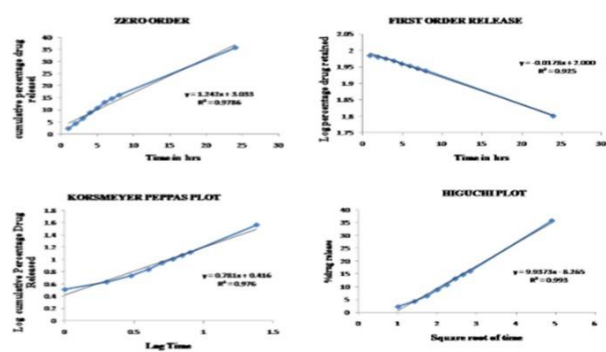 ZERO ORDER
cumulative percentage drug
released
40
35
30
25
20
15
10
5
0
y = 1.242x + 3.033
R² = 0.9786
0 5 10 15 20 25 30
Time in hrs
FIRST ORDER RELEASE
Log percentage drug retained
2.05
2
1.95
1.9
1.85
1.8
1.75
y = -0.0178x + 2.000
R² = 0.925
0 5 10 15 20 25 30
Time in hrs
KORSMEYER PEPPAS PLOT
Log cumulative Percentage Drug
Released
1.8
1.6
1.4
1.2
1
0.8
0.6
0.4
0.2
0
y = 0.781x + 0.416
R² = 0.976
0 0.5 1 1.5
Log Time
HIGUCHI PLOT
%drug release
40
35
30
25
20
15
10
5
0
y = 9.9373x - 8.265
R² = 0.993
0 1 2 3 4 5 6
Square root of time